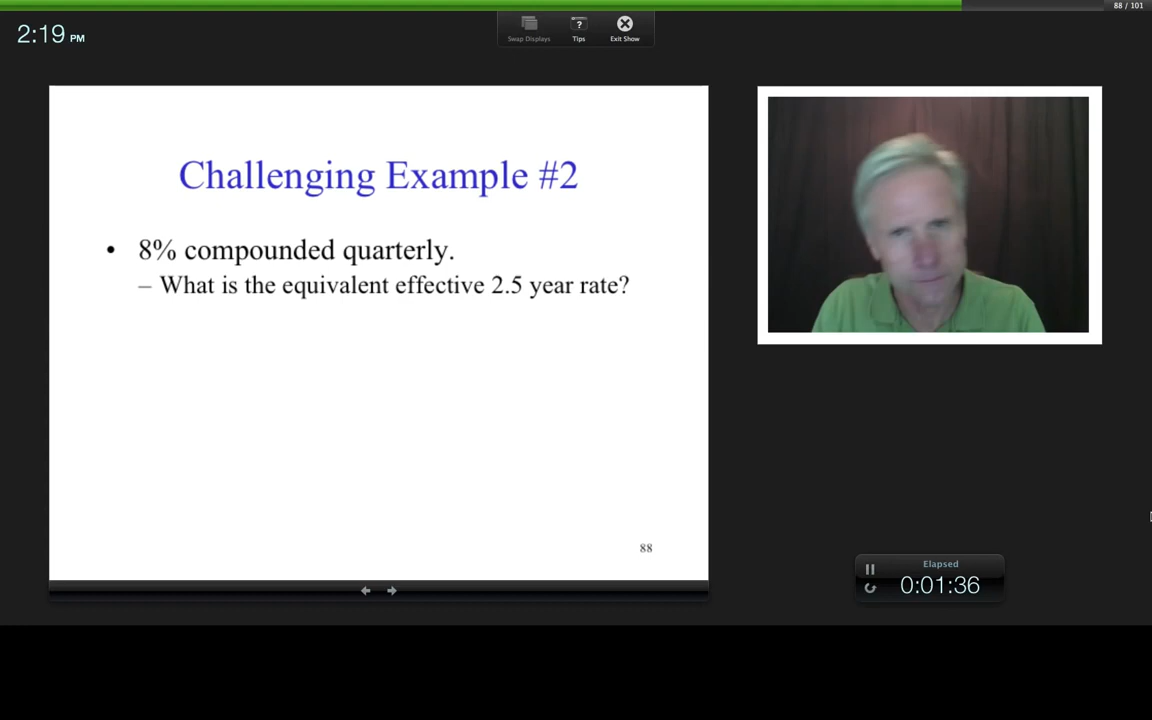 88 / 101
2:19 PM
Swap Displays
?
Tips
Exit Show
Challenging Example #2
• 8% compounded quarterly.
– What is the equivalent effective 2.5 year rate?
88
Elapsed
0:01:36